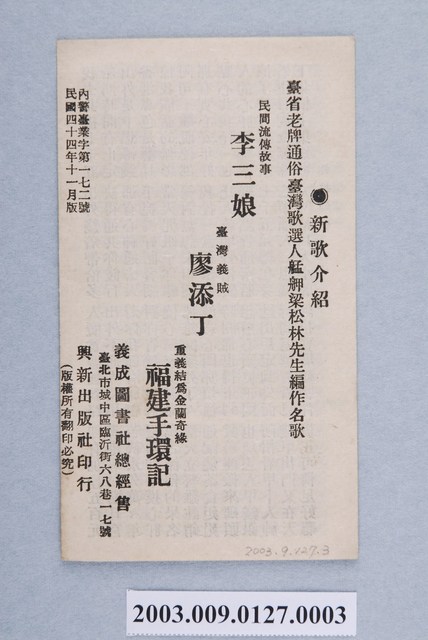 ●新歌介紹
臺省老牌通俗臺灣歌選人艋舺梁松林先生編作名歌
民間流傳故事
李三娘
臺灣義賊
廖添丁
重義結爲金蘭奇緣
福建手環記
義成圖書社總經售
臺北市城中區臨沂街六八巷一七號
興新出版社印行
(版權所有翻印必究)
內警臺業字第一七二號
民國四十四年十一月版
2003.9.127.3
2003.009.0127.0003